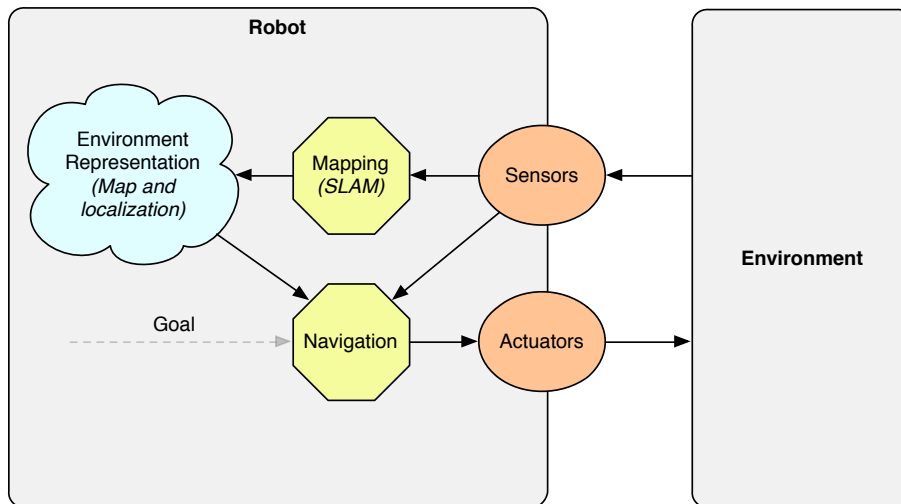 Robot
Environment
Representation
(Map and
localization)
Mapping
(SLAM)
Sensors
Environment
Goal
Navigation
Actuators